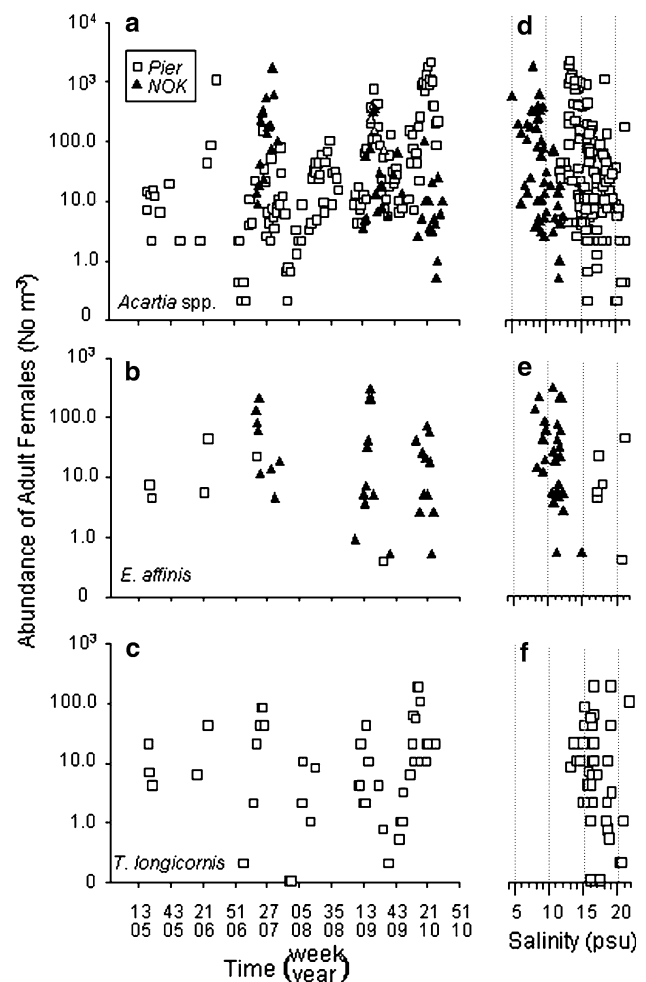 a
d
10⁴
Pier
NOK
10³
100.0
10.0
1.0
0
Acartia spp.
b
e
10³
100.0
10.0
1.0
0
E. affinis
c
f
10³
100.0
10.0
1.0
0
T. longicornis
Abundance of Adult Females (No m⁻³)
13 43 21 51 27 05 35 13 43 21 51
05 05 06 06 07 08 08 09 09 10 10
5 10 15 20
Time (week
year)
Salinity (psu)